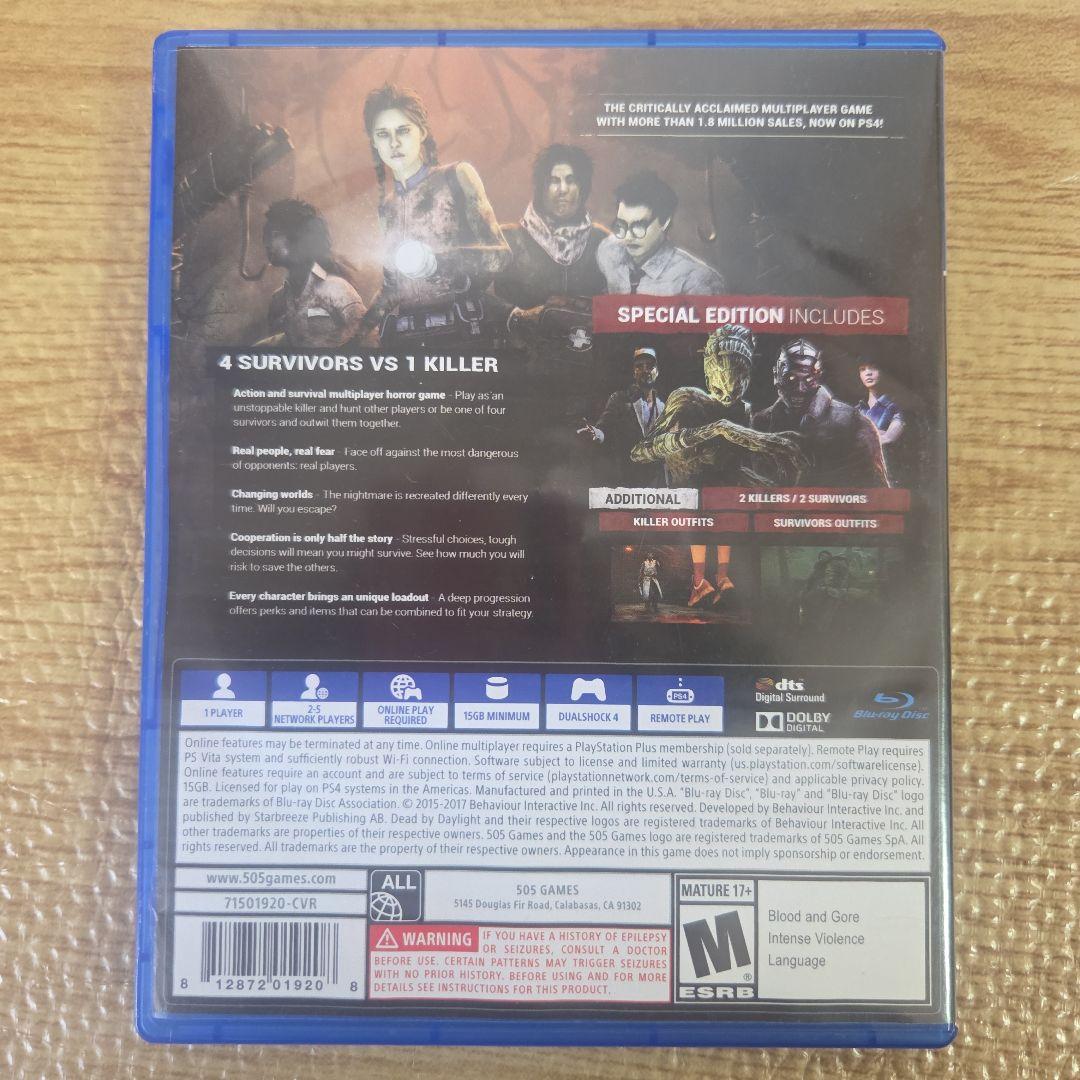 THE CRITICALLY ACCLAIMED MULTIPLAYER GAME
WITH MORE THAN 1.8 MILLION SALES, NOW ON PS4!
SPECIAL EDITION INCLUDES
4 SURVIVORS VS 1 KILLER
Action and survival multiplayer horror game - Play as an
unstoppable killer and hunt other players or be one of four
survivors and outwit them together.
Real people, real fear - Face off against the most dangerous
of opponents: real players.
Changing worlds - The nightmare is recreated differently every
time. Will you escape?
Cooperation is only half the story - Stressful choices, tough
decisions will mean you might survive. See how much you will
risk to save the others.
Every character brings an unique loadout - A deep progression
offers perks and items that can be combined to fit your strategy.
ADDITIONAL
2 KILLERS / 2 SURVIVORS
KILLER OUTFITS
SURVIVORS OUTFITS
1 PLAYER
2-5
NETWORK PLAYERS
ONLINE PLAY
REQUIRED
15GB MINIMUM
DUALSHOCK 4
PS4
REMOTE PLAY
dts
Digital Surround
DOLBY
DIGITAL
Blu-ray Disc
Online features may be terminated at any time. Online multiplayer requires a PlayStation Plus membership (sold separately). Remote Play requires
PS Vita system and sufficiently robust Wi-Fi connection. Software subject to license and limited warranty (us.playstation.com/softwarelicense).
Online features require an account and are subject to terms of service (playstationnetwork.com/terms-of-service) and applicable privacy policy.
15GB. Licensed for play on PS4 systems in the Americas. Manufactured and printed in the U.S.A. "Blu-ray Disc", "Blu-ray" and "Blu-ray Disc" logo
are trademarks of Blu-ray Disc Association. © 2015-2017 Behaviour Interactive Inc. All rights reserved. Developed by Behaviour Interactive Inc. and
published by Starbreeze Publishing AB. Dead by Daylight and their respective logos are registered trademarks of Behaviour Interactive Inc. All
other trademarks are properties of their respective owners. 505 Games and the 505 Games logo are registered trademarks of 505 Games SpA. All
rights reserved. All trademarks are the property of their respective owners. Appearance in this game does not imply sponsorship or endorsement.
www.505games.com
71501920-CVR
8 12872 01920 8
ALL
505 GAMES
5145 Douglas Fir Road, Calabasas, CA 91302
WARNING IF YOU HAVE A HISTORY OF EPILEPSY
OR SEIZURES, CONSULT A DOCTOR
BEFORE USE. CERTAIN PATTERNS MAY TRIGGER SEIZURES
WITH NO PRIOR HISTORY. BEFORE USING AND FOR MORE
DETAILS SEE INSTRUCTIONS FOR THIS PRODUCT.
MATURE 17+
M
®
ESRB
Blood and Gore
Intense Violence
Language